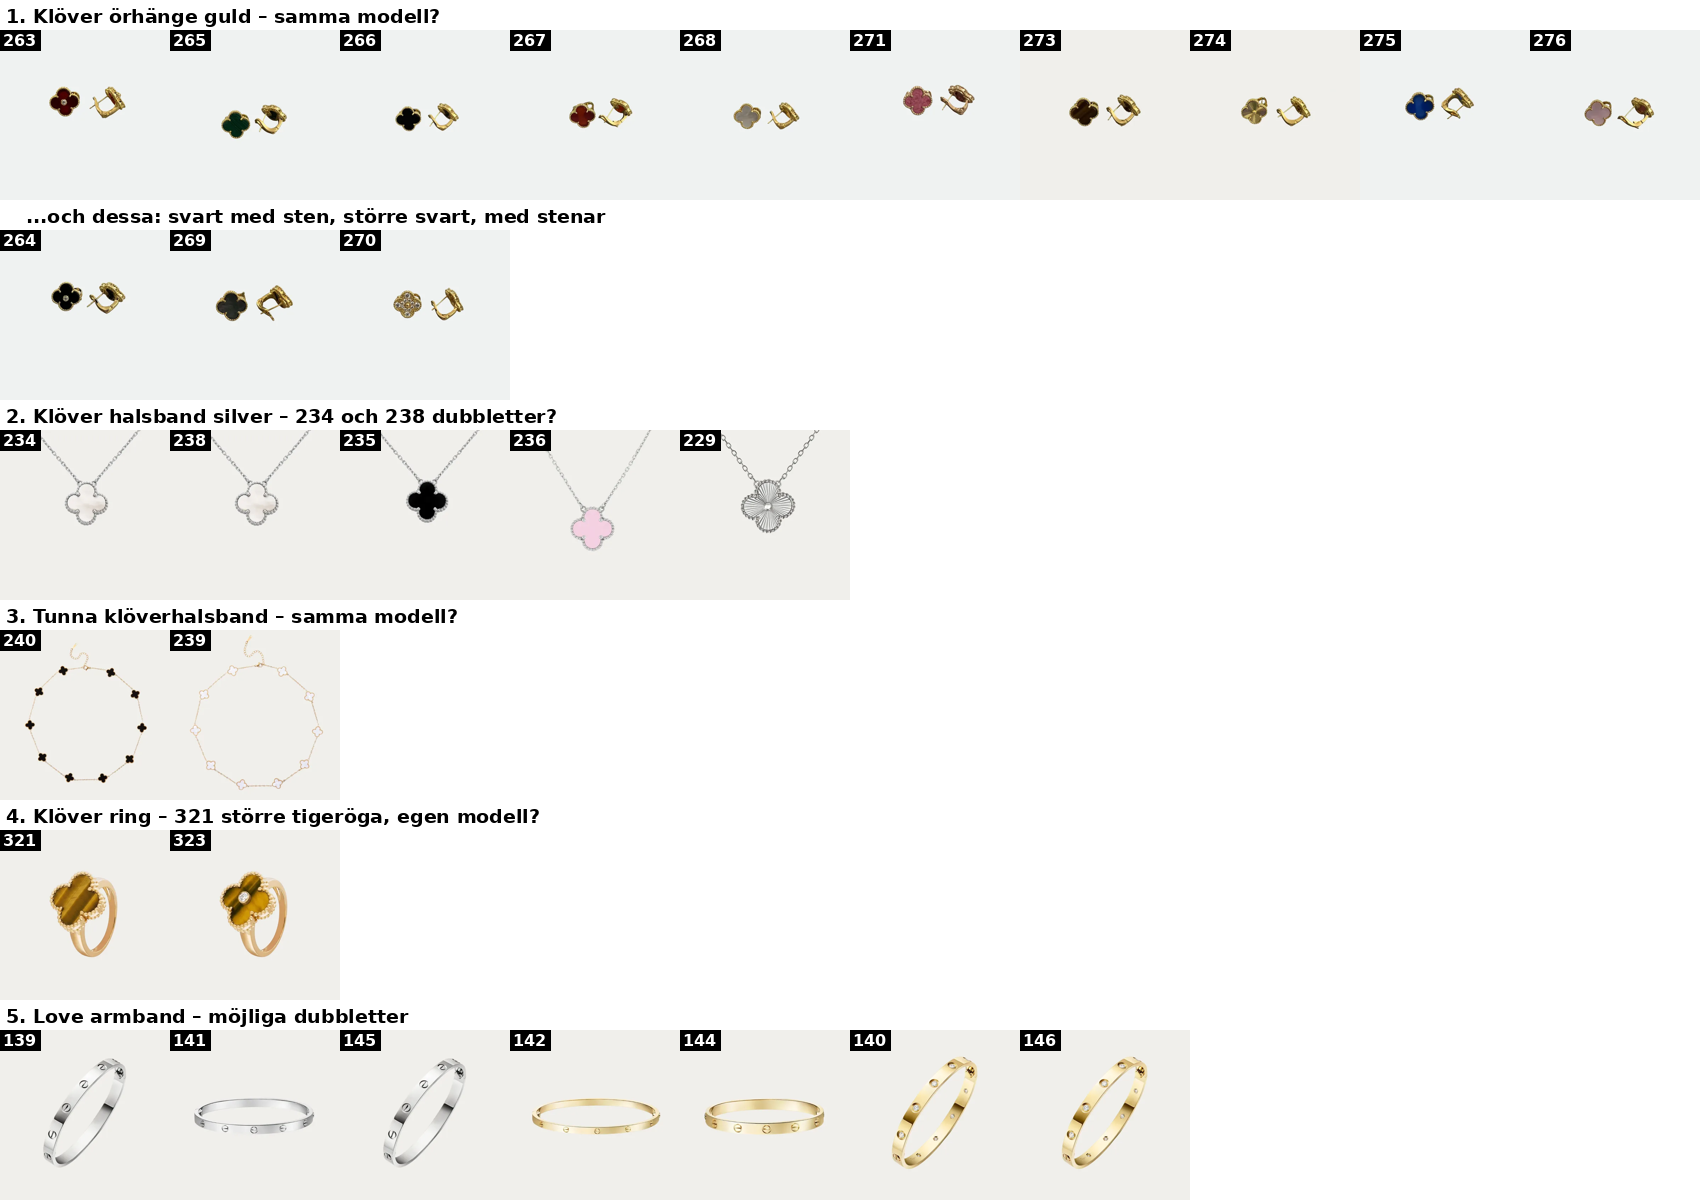 1. Klöver örhänge guld – samma modell?
263 265 266 267 268 271 273 274 275 276
...och dessa: svart med sten, större svart, med stenar
264 269 270
2. Klöver halsband silver – 234 och 238 dubbletter?
234 238 235 236 229
3. Tunna klöverhalsband – samma modell?
240 239
4. Klöver ring – 321 större tigeröga, egen modell?
321 323
5. Love armband – möjliga dubbletter
139 141 145 142 144 140 146